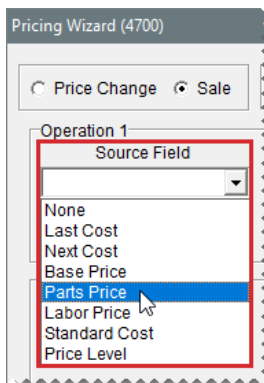 Pricing Wizard (4700)
Price Change Sale
Operation 1
Source Field
None
Last Cost
Next Cost
Base Price
Parts Price
Labor Price
Standard Cost
Price Level